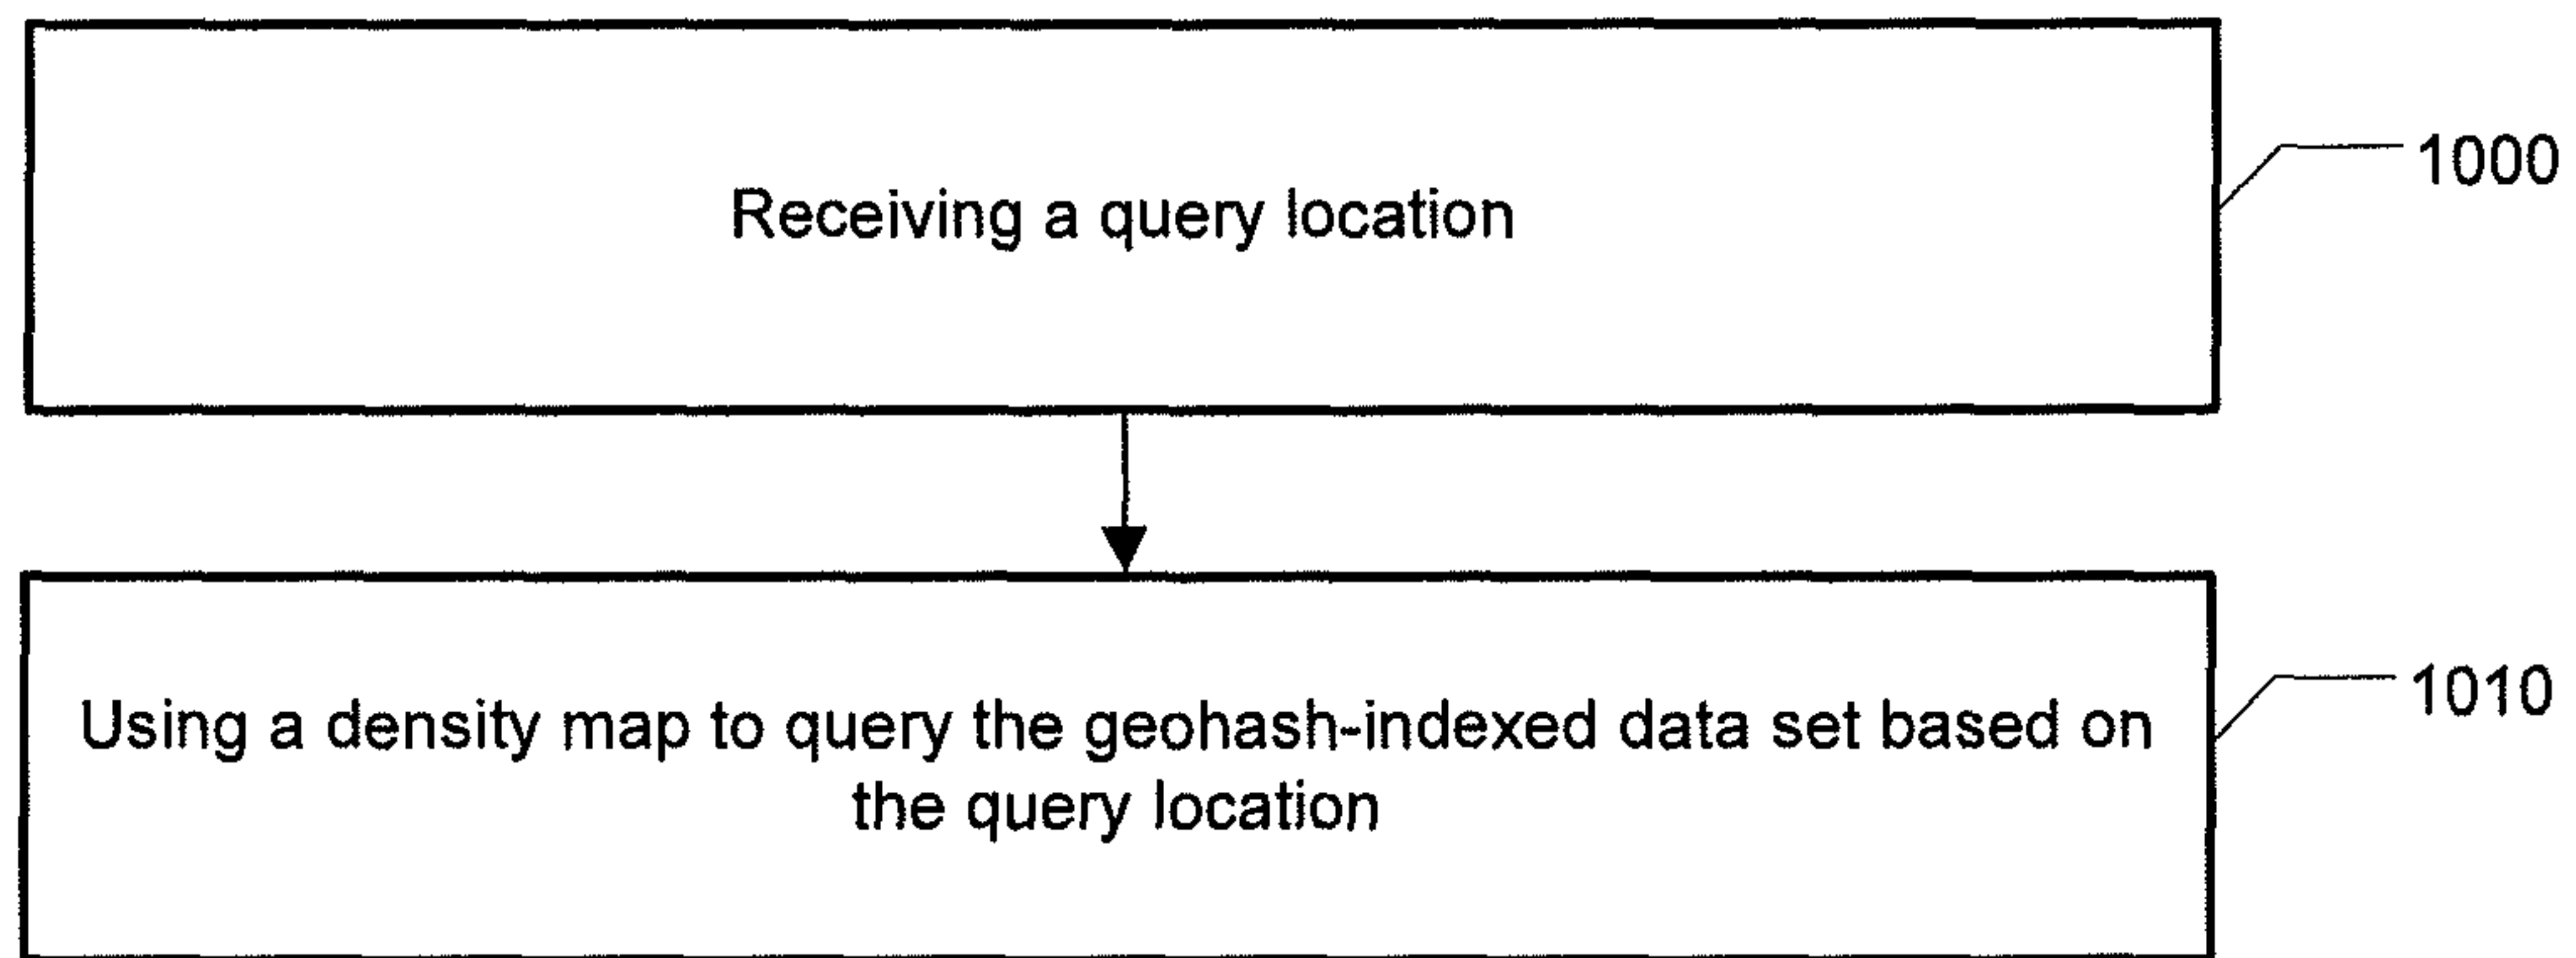 Receiving a query location
1000
Using a density map to query the geohash-indexed data set based on
the query location
1010